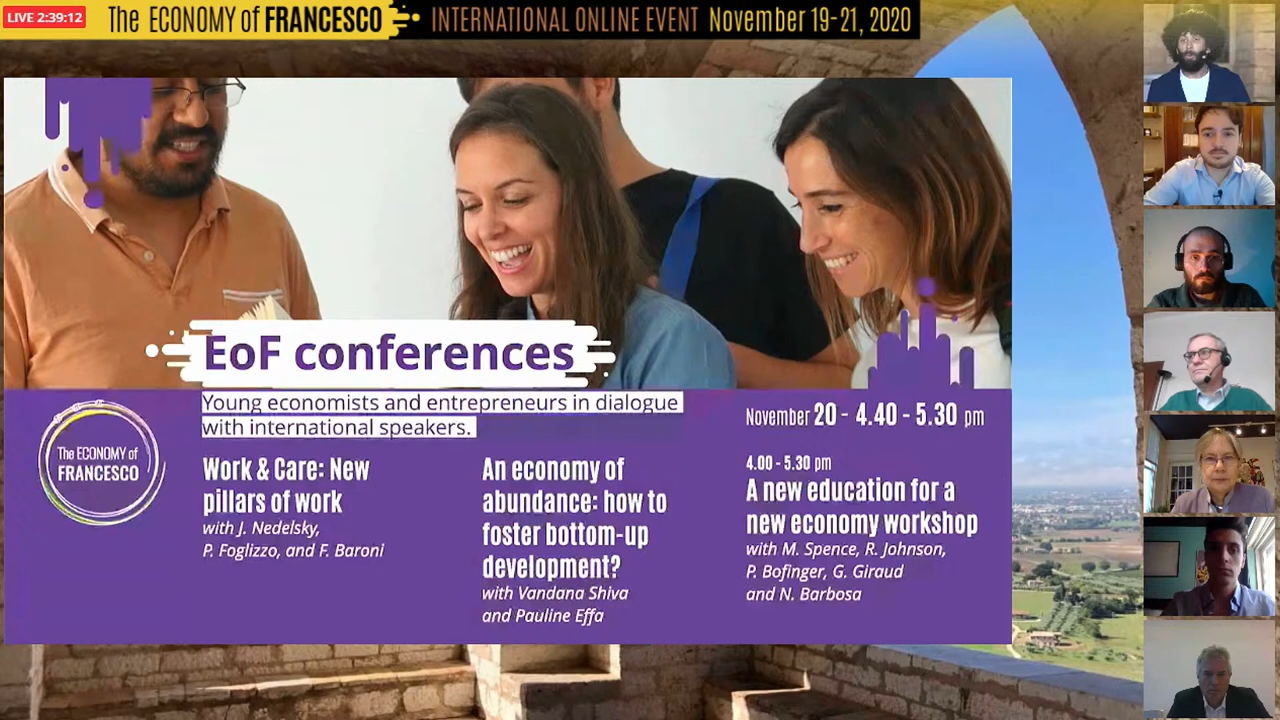 LIVE 2:39:12
The ECONOMY of FRANCESCO INTERNATIONAL ONLINE EVENT November 19-21, 2020
EoF conferences
Young economists and entrepreneurs in dialogue
with international speakers.
The ECONOMY of
FRANCESCO
Work & Care: New
pillars of work
with J. Nedelsky,
P. Foglizzo, and F. Baroni
An economy of
abundance: how to
foster bottom-up
development?
with Vandana Shiva
and Pauline Effa
November 20 - 4.40 - 5.30 pm
4.00 - 5.30 pm
A new education for a
new economy workshop
with M. Spence, R. Johnson,
P. Bofinger, G. Giraud
and N. Barbosa